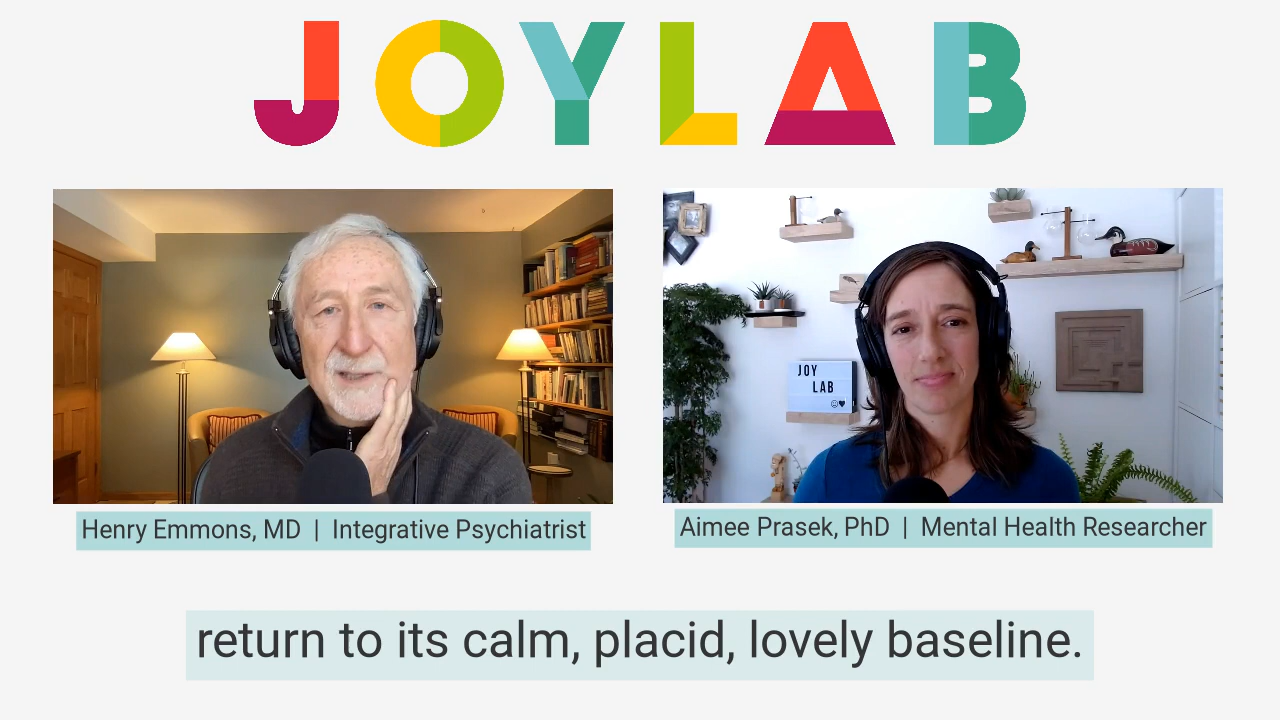 JOYLAB
JOY
LAB
Henry Emmons, MD | Integrative Psychiatrist
Aimee Prasek, PhD | Mental Health Researcher
return to its calm, placid, lovely baseline.